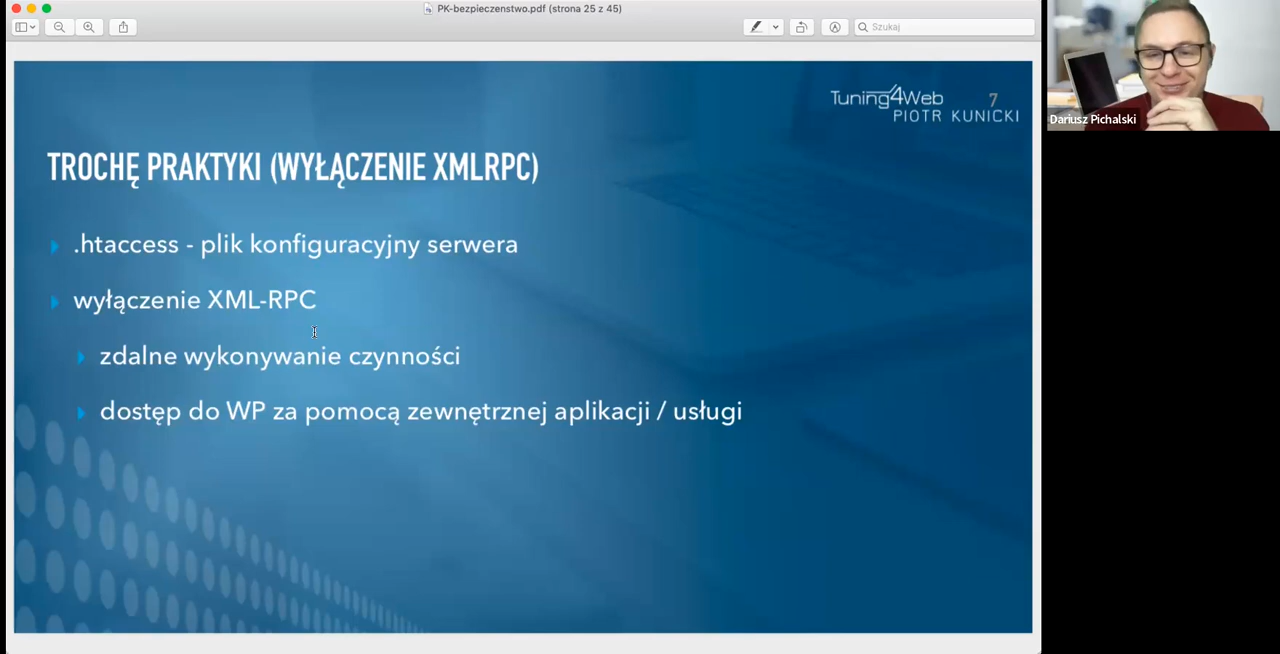 PK-bezpieczenstwo.pdf (strona 25 z 45)
Szukaj
Tuning4Web 7
PIOTR KUNICKI
TROCHĘ PRAKTYKI (WYŁĄCZENIE XMLRPC)
.htaccess - plik konfiguracyjny serwera
wyłączenie XML-RPC
zdalne wykonywanie czynności
dostęp do WP za pomocą zewnętrznej aplikacji / usługi
Dariusz Pichalski